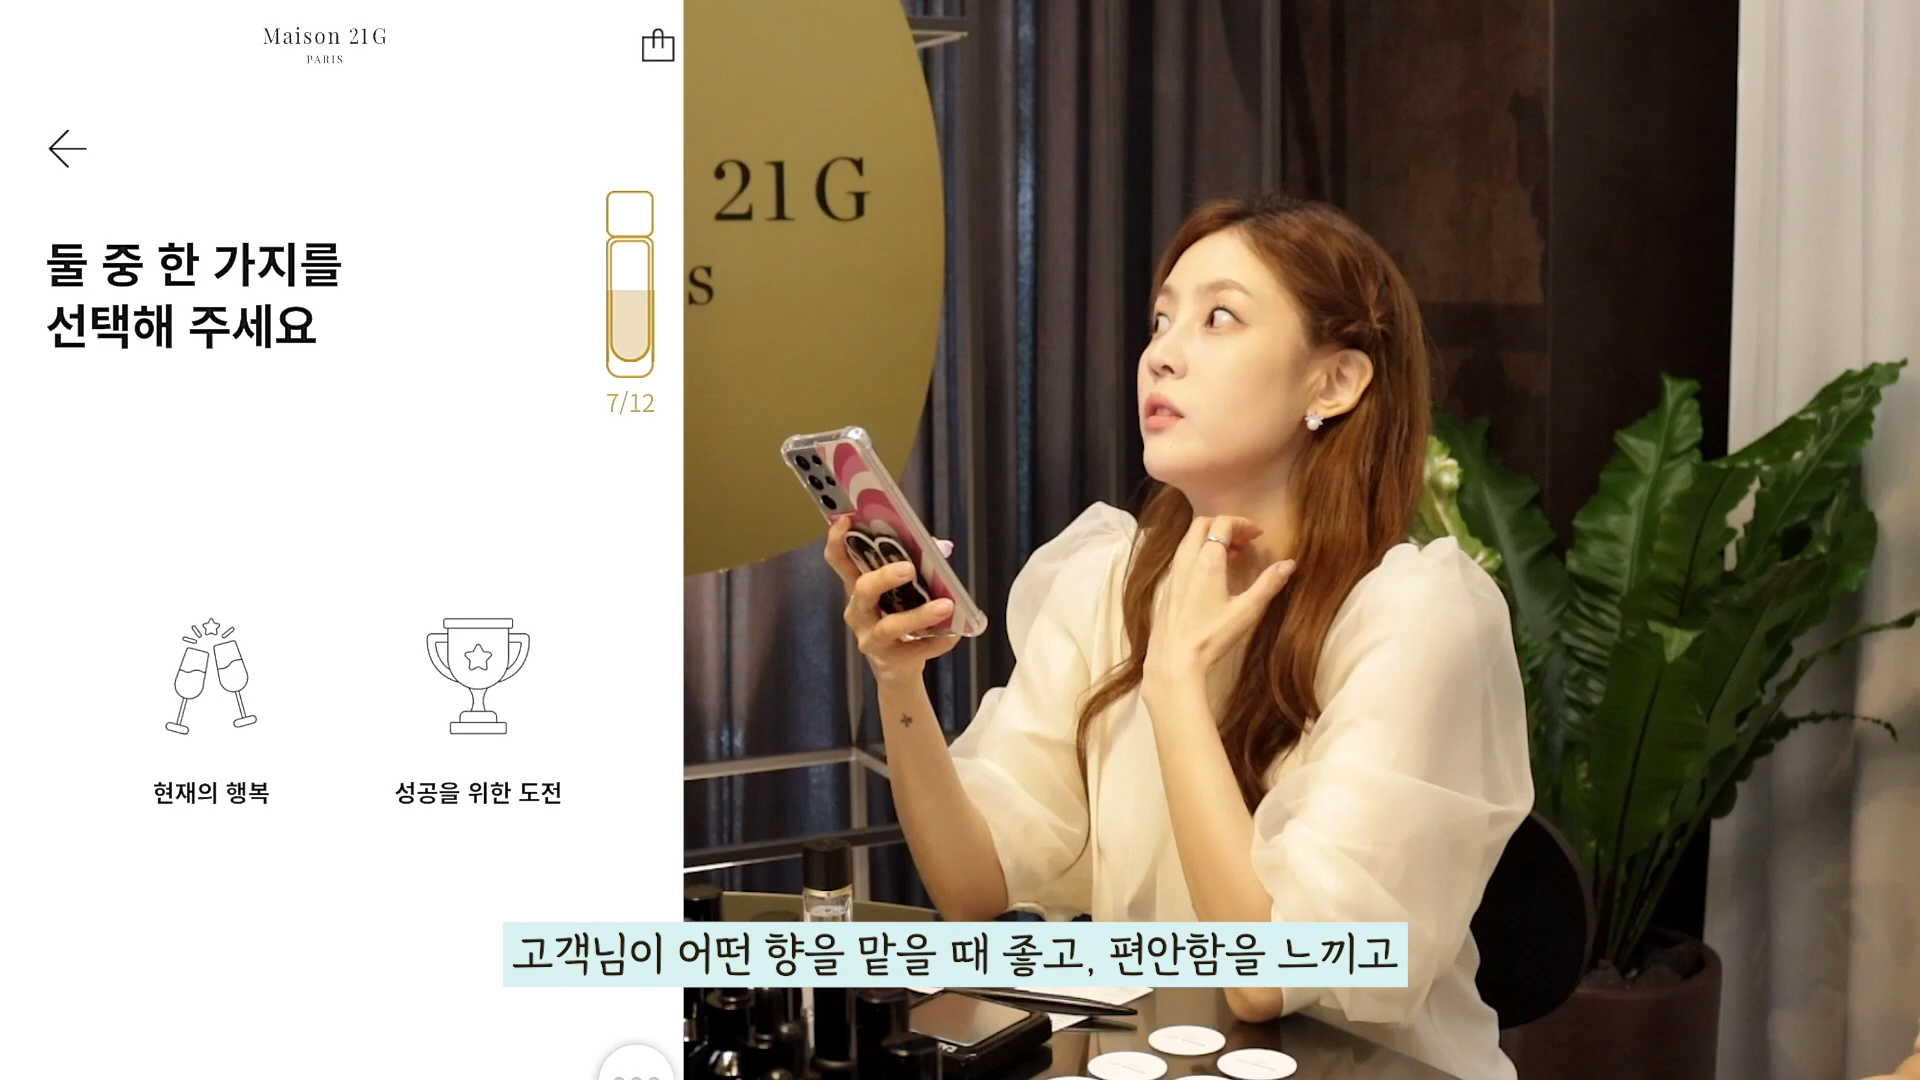 Maison 21G
PARIS
둘 중 한 가지를
선택해 주세요
7/12
현재의 행복
성공을 위한 도전
21G
s
고객님이 어떤 향을 맡을 때 좋고, 편안함을 느끼고